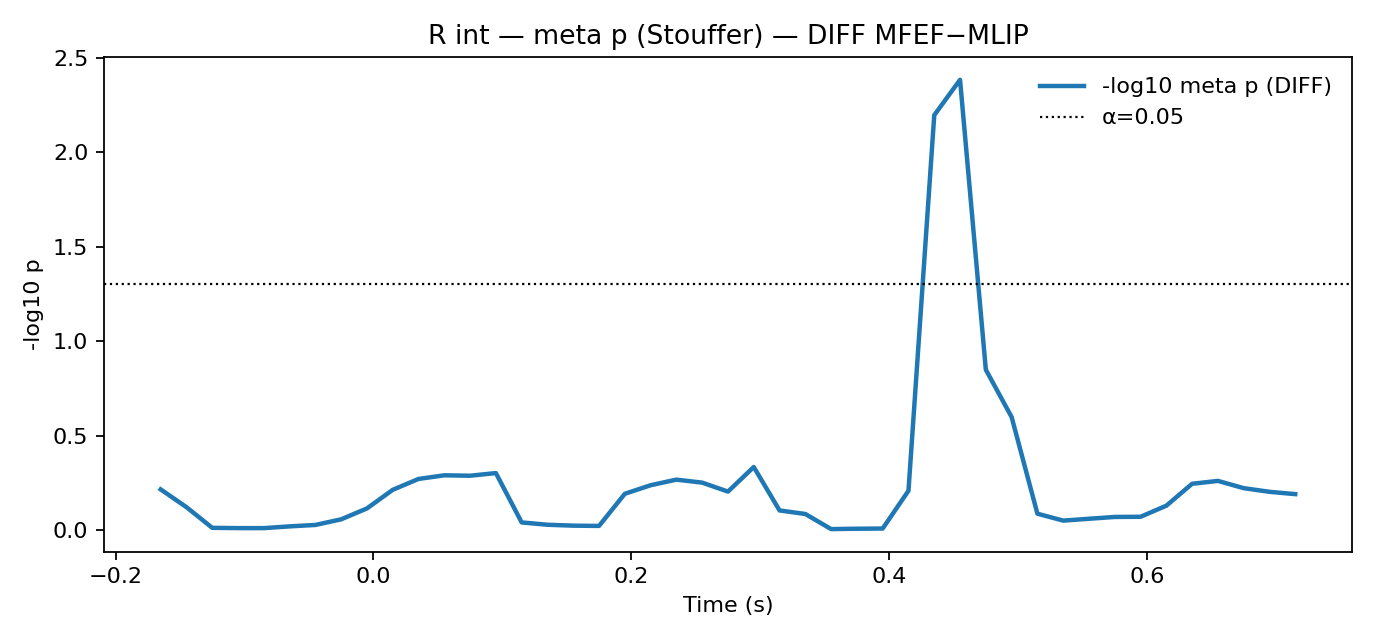 R int — meta p (Stouffer) — DIFF MFEF−MLIP
-log10 meta p (DIFF)
α=0.05
-log10 p
2.5
2.0
1.5
1.0
0.5
0.0
−0.2
0.0
0.2
0.4
0.6
Time (s)